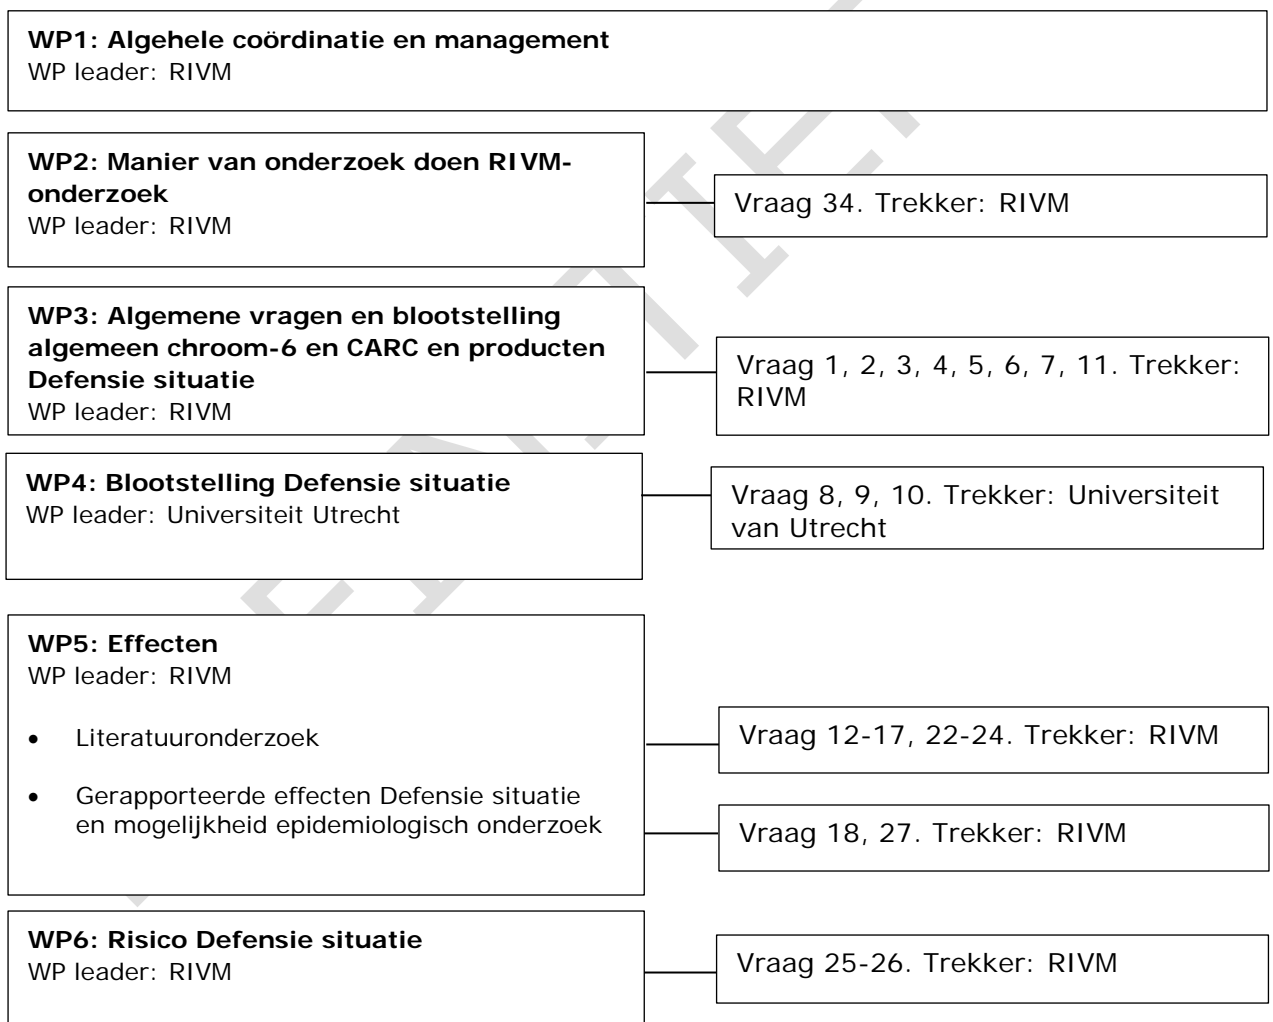 WP1: Algehele coördinatie en management
WP leader: RIVM
WP2: Manier van onderzoek doen RIVM-
onderzoek
WP leader: RIVM
Vraag 34. Trekker: RIVM
WP3: Algemene vragen en blootstelling
algemeen chroom-6 en CARC en producten
Defensie situatie
WP leader: RIVM
Vraag 1, 2, 3, 4, 5, 6, 7, 11. Trekker:
RIVM
WP4: Blootstelling Defensie situatie
WP leader: Universiteit Utrecht
Vraag 8, 9, 10. Trekker: Universiteit
van Utrecht
WP5: Effecten
WP leader: RIVM
• Literatuuronderzoek
• Gerapporteerde effecten Defensie situatie
en mogelijkheid epidemiologisch onderzoek
Vraag 12-17, 22-24. Trekker: RIVM
Vraag 18, 27. Trekker: RIVM
WP6: Risico Defensie situatie
WP leader: RIVM
Vraag 25-26. Trekker: RIVM